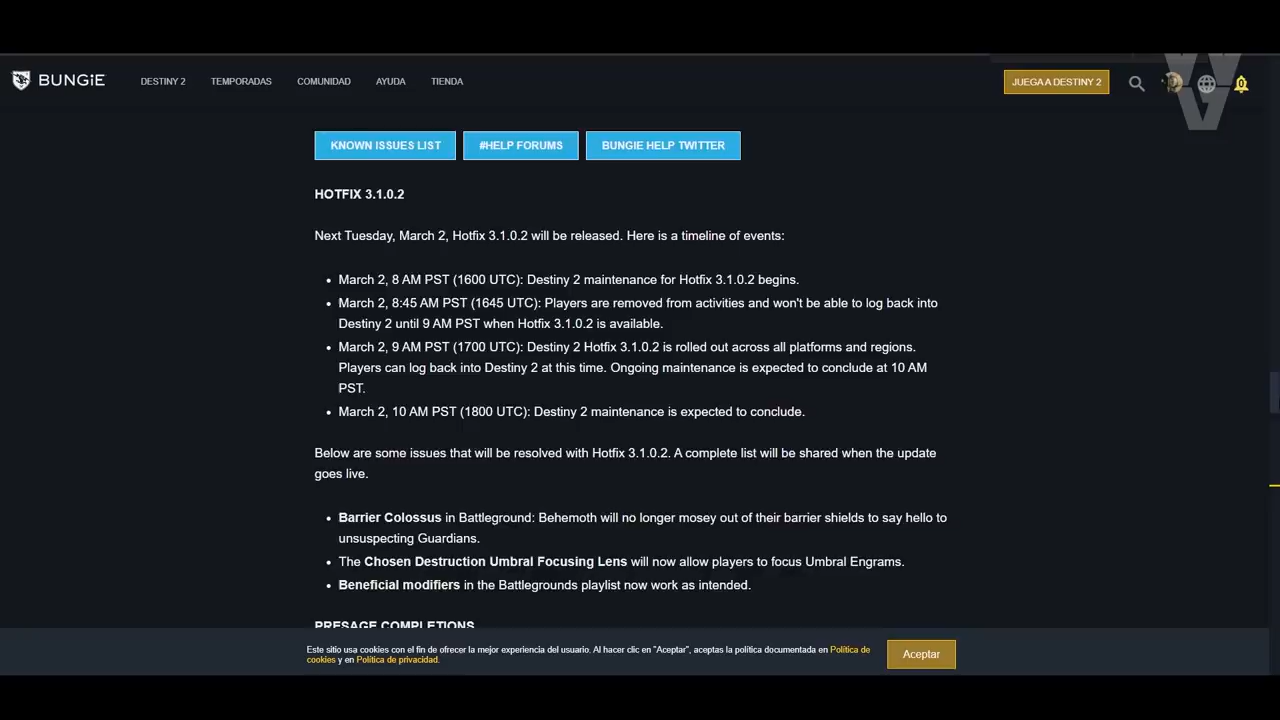 BUNGiE DESTINY 2 TEMPORADAS COMUNIDAD AYUDA TIENDA JUEGA A DESTINY 2 0
KNOWN ISSUES LIST #HELP FORUMS BUNGIE HELP TWITTER
HOTFIX 3.1.0.2
Next Tuesday, March 2, Hotfix 3.1.0.2 will be released. Here is a timeline of events:
• March 2, 8 AM PST (1600 UTC): Destiny 2 maintenance for Hotfix 3.1.0.2 begins.
• March 2, 8:45 AM PST (1645 UTC): Players are removed from activities and won't be able to log back into
Destiny 2 until 9 AM PST when Hotfix 3.1.0.2 is available.
• March 2, 9 AM PST (1700 UTC): Destiny 2 Hotfix 3.1.0.2 is rolled out across all platforms and regions.
Players can log back into Destiny 2 at this time. Ongoing maintenance is expected to conclude at 10 AM
PST.
• March 2, 10 AM PST (1800 UTC): Destiny 2 maintenance is expected to conclude.
Below are some issues that will be resolved with Hotfix 3.1.0.2. A complete list will be shared when the update
goes live.
• Barrier Colossus in Battleground: Behemoth will no longer mosey out of their barrier shields to say hello to
unsuspecting Guardians.
• The Chosen Destruction Umbral Focusing Lens will now allow players to focus Umbral Engrams.
• Beneficial modifiers in the Battlegrounds playlist now work as intended.
PRESAGE COMPLETIONS
Este sitio usa cookies con el fin de ofrecer la mejor experiencia del usuario. Al hacer clic en "Aceptar", aceptas la política documentada en Política de
cookies y en Política de privacidad.
Aceptar